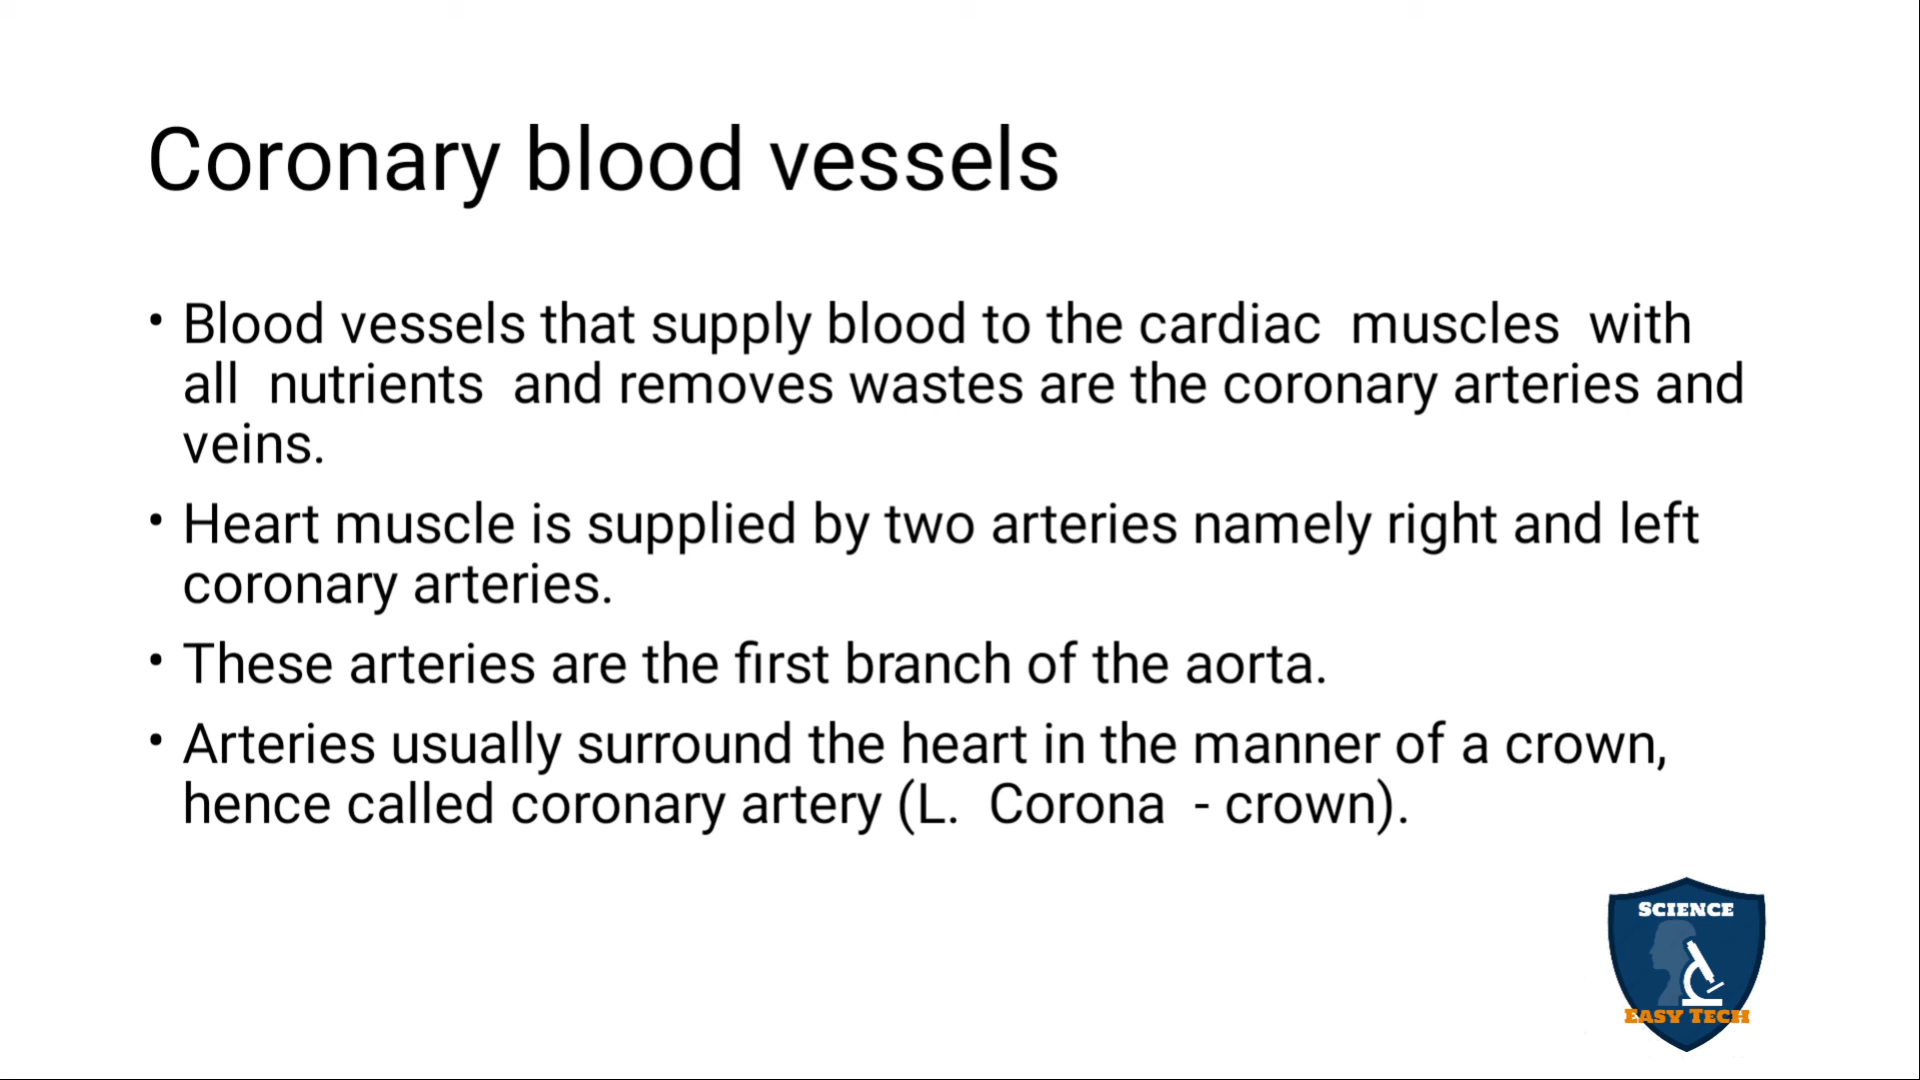 Coronary blood vessels
• Blood vessels that supply blood to the cardiac  muscles  with
all  nutrients  and removes wastes are the coronary arteries and
veins.
• Heart muscle is supplied by two arteries namely right and left
coronary arteries.
• These arteries are the first branch of the aorta.
• Arteries usually surround the heart in the manner of a crown,
hence called coronary artery (L.  Corona  - crown).
SCIENCE
EASY TECH